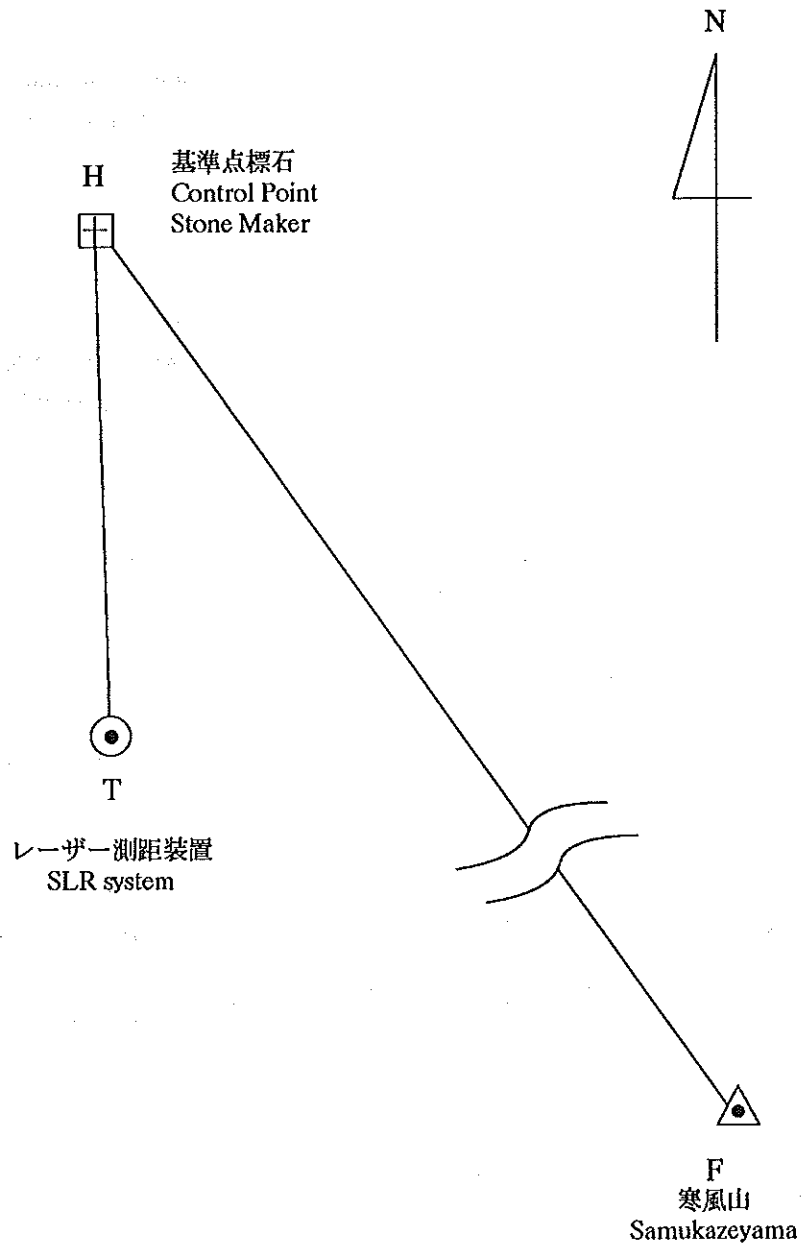 N
H
基準点標石
Control Point
Stone Maker
T
レーザー測距装置
SLR system
F
寒風山
Samukazeyama